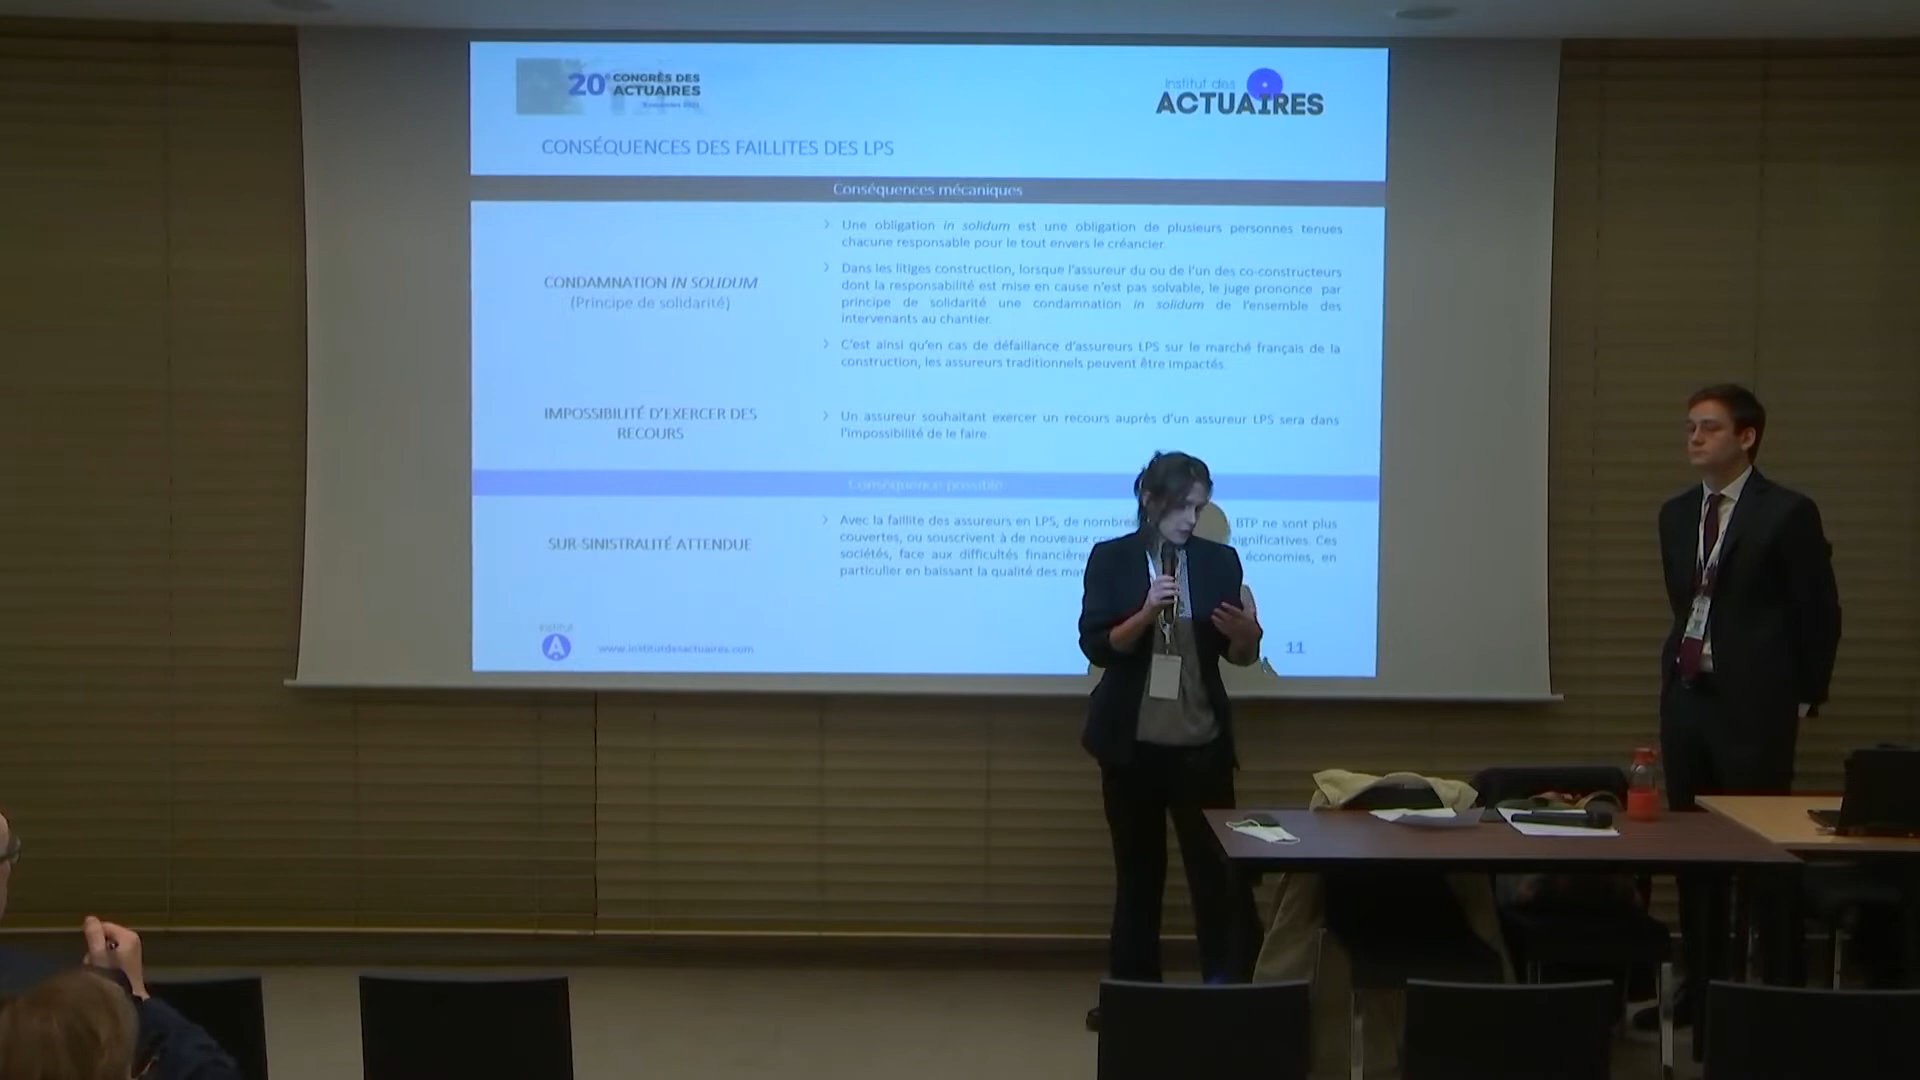 20e CONGRÈS DES
ACTUAIRES
institut des
ACTUAIRES
CONSÉQUENCES DES FAILLITES DES LPS
Conséquences mécaniques
CONDAMNATION IN SOLIDUM
(Principe de solidarité)
> Une obligation in solidum est une obligation de plusieurs personnes tenues
chacune responsable pour le tout envers le créancier.
> Dans les litiges construction, lorsque l'assureur du ou de l'un des co-constructeurs
dont la responsabilité est mise en cause n'est pas solvable, le juge prononce par
principe de solidarité une condamnation in solidum de l'ensemble des
intervenants au chantier.
> C'est ainsi qu'en cas de défaillance d'assureurs LPS sur le marché français de la
construction, les assureurs traditionnels peuvent être impactés.
IMPOSSIBILITÉ D'EXERCER DES
RECOURS
> Un assureur souhaitant exercer un recours auprès d'un assureur LPS sera dans
l'impossibilité de le faire.
Conséquence possible
SUR-SINISTRALITÉ ATTENDUE
> Avec la faillite des assureurs en LPS, de BTP ne sont plus
couvertes, ou souscrivent à de nouveaux significatives. Ces
sociétés, face aux difficultés économies, en
particulier en baissant la qualité des
institut
A
www.institutdesactuaires.com
11